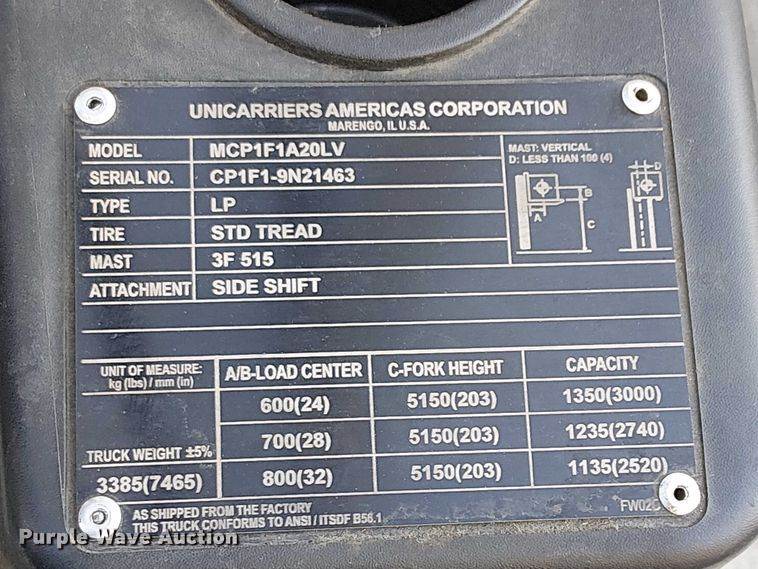 UNICARRIERS AMERICAS CORPORATION
MARENGO, IL U.S.A.
MODEL MCP1F1A20LV
SERIAL NO. CP1F1-9N21463
TYPE LP
TIRE STD TREAD
MAST 3F 515
ATTACHMENT SIDE SHIFT
MAST: VERTICAL
D: LESS THAN 100 (4)
D
A
B
C
UNIT OF MEASURE:
kg (lbs) / mm (in)
A/B-LOAD CENTER C-FORK HEIGHT CAPACITY
600(24) 5150(203) 1350(3000)
700(28) 5150(203) 1235(2740)
TRUCK WEIGHT ±5%
3385(7465) 800(32) 5150(203) 1135(2520)
AS SHIPPED FROM THE FACTORY
THIS TRUCK CONFORMS TO ANSI / ITSDF B56.1
Purple Wave Auction